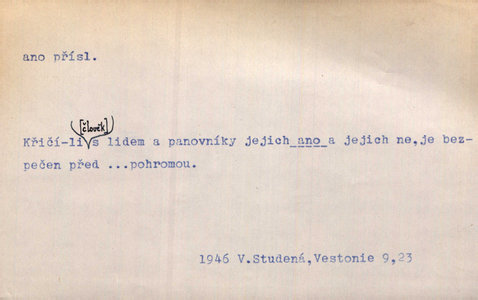 ano přísl.
[člověk]
Křičí-li s lidem a panovníky jejich ano a jejich ne, je bez-
pečen před ...pohromou.
1946 V.Studená, Vestonie 9,23